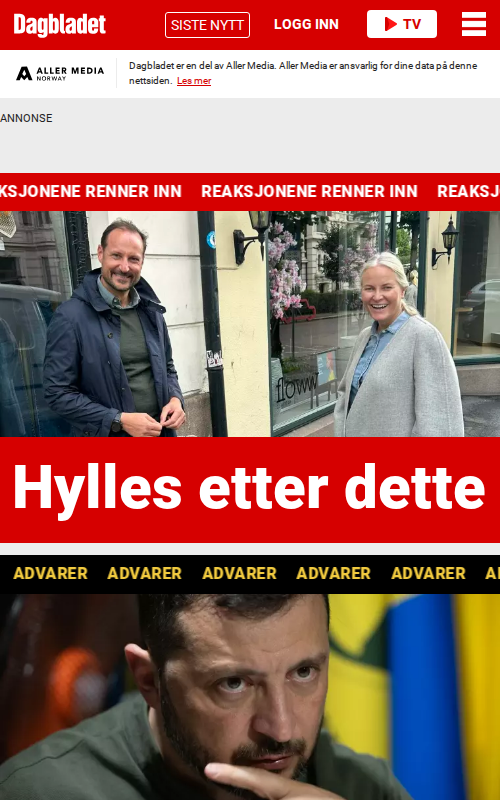 Dagbladet
SISTE NYTT
LOGG INN
TV
ALLER MEDIA
NORWAY
Dagbladet er en del av Aller Media. Aller Media er ansvarlig for dine data på denne
nettsiden. Les mer
ANNONSE
KSJONENE RENNER INN REAKSJONENE RENNER INN REAKSJ
floww
Hylles etter dette
ADVARER ADVARER ADVARER ADVARER ADVARER